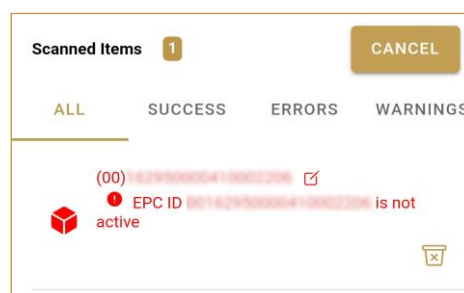 Scanned Items 1
CANCEL
ALL SUCCESS ERRORS WARNINGS
(00)
EPC ID is not
active